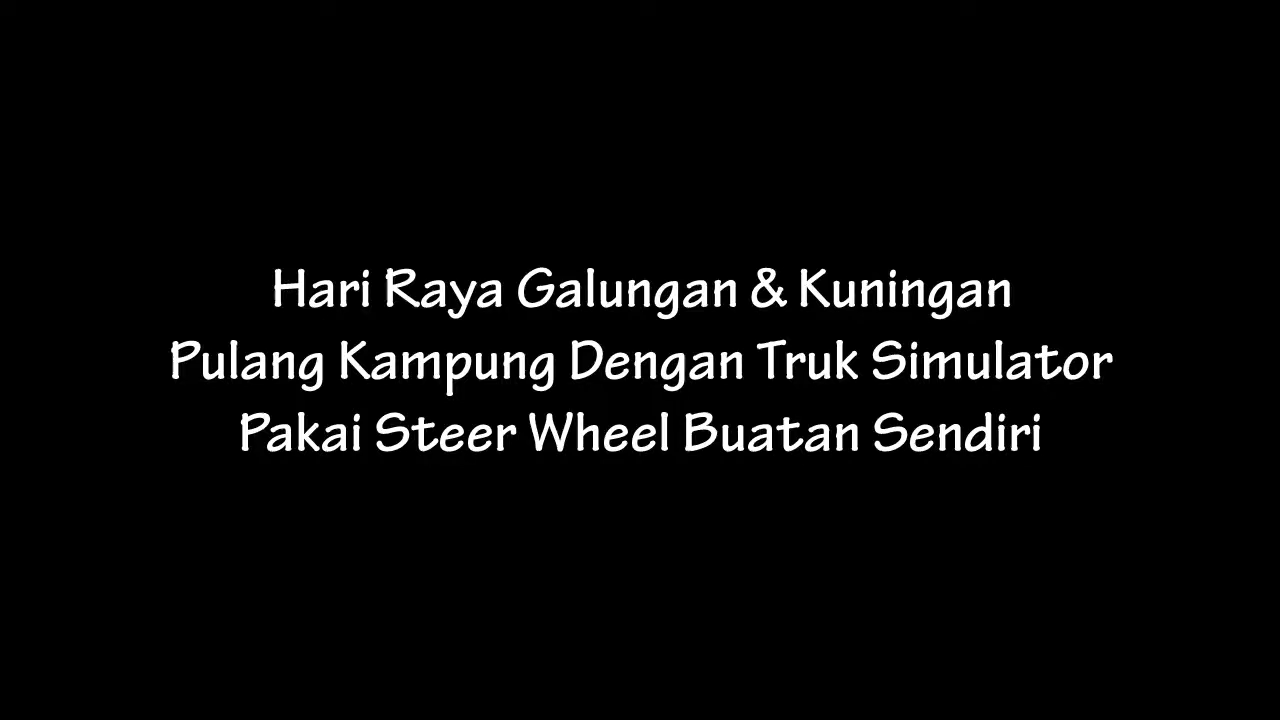 Hari Raya Galungan & Kuningan
Pulang Kampung Dengan Truk Simulator
Pakai Steer Wheel Buatan Sendiri